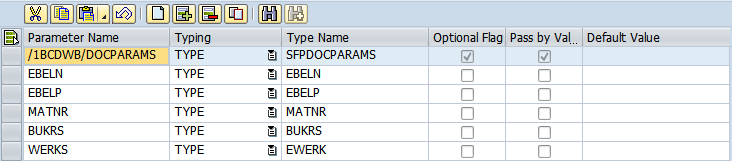 Parameter Name Typing Type Name Optional Flag Pass by Val... Default Value
/1BCDWB/DOCPARAMS TYPE SFPDOCPARAMS
EBELN TYPE EBELN
EBELP TYPE EBELP
MATNR TYPE MATNR
BUKRS TYPE BUKRS
WERKS TYPE EWERK